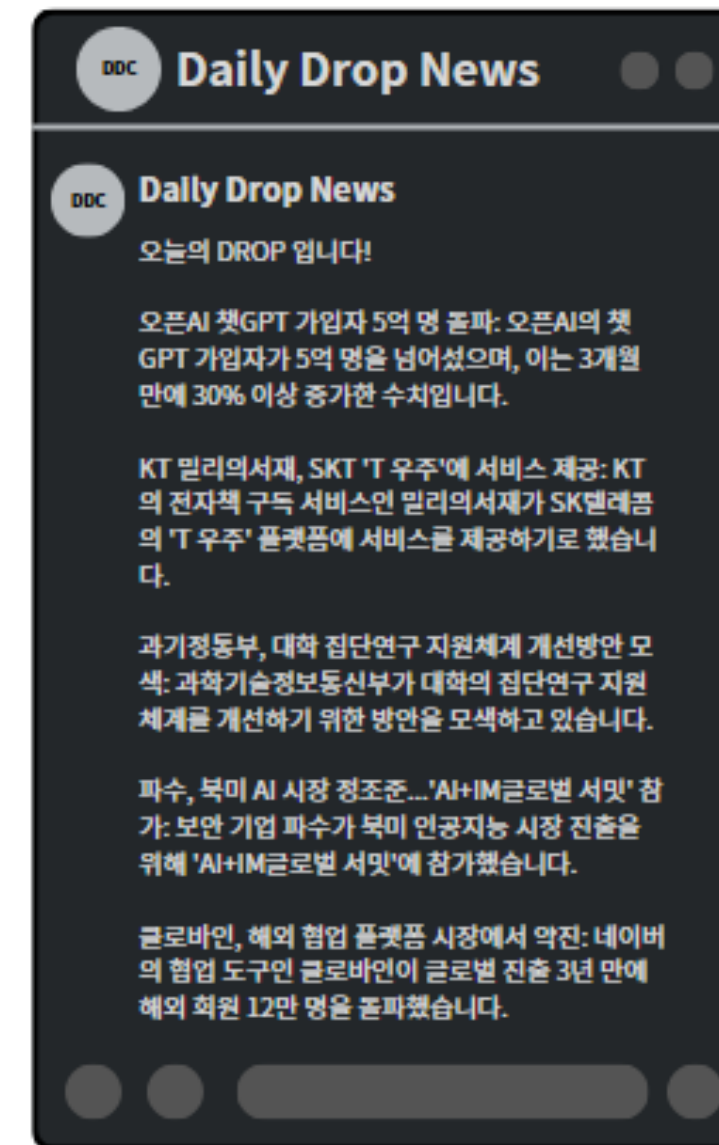 DDC Daily Drop News
DDC Daily Drop News
오늘의 DROP 입니다!
오픈AI 챗GPT 가입자 5억 명 돌파: 오픈AI의 챗
GPT 가입자가 5억 명을 넘어섰으며, 이는 3개월
만에 30% 이상 증가한 수치입니다.
KT 밀리의서재, SKT 'T 우주'에 서비스 제공: KT
의 전자책 구독 서비스인 밀리의서재가 SK텔레콤
의 'T 우주' 플랫폼에 서비스를 제공하기로 했습니
다.
과기정통부, 대학 집단연구 지원체계 개선방안 모
색: 과학기술정보통신부가 대학의 집단연구 지원
체계를 개선하기 위한 방안을 모색하고 있습니다.
파수, 북미 AI 시장 정조준...'AI+IM글로벌 서밋' 참
가: 보안 기업 파수가 북미 인공지능 시장 진출을
위해 'AI+IM글로벌 서밋'에 참가했습니다.
클로바인, 해외 협업 플랫폼 시장에서 약진: 네이버
의 협업 도구인 클로바인이 글로벌 진출 3년 만에
해외 회원 12만 명을 돌파했습니다.